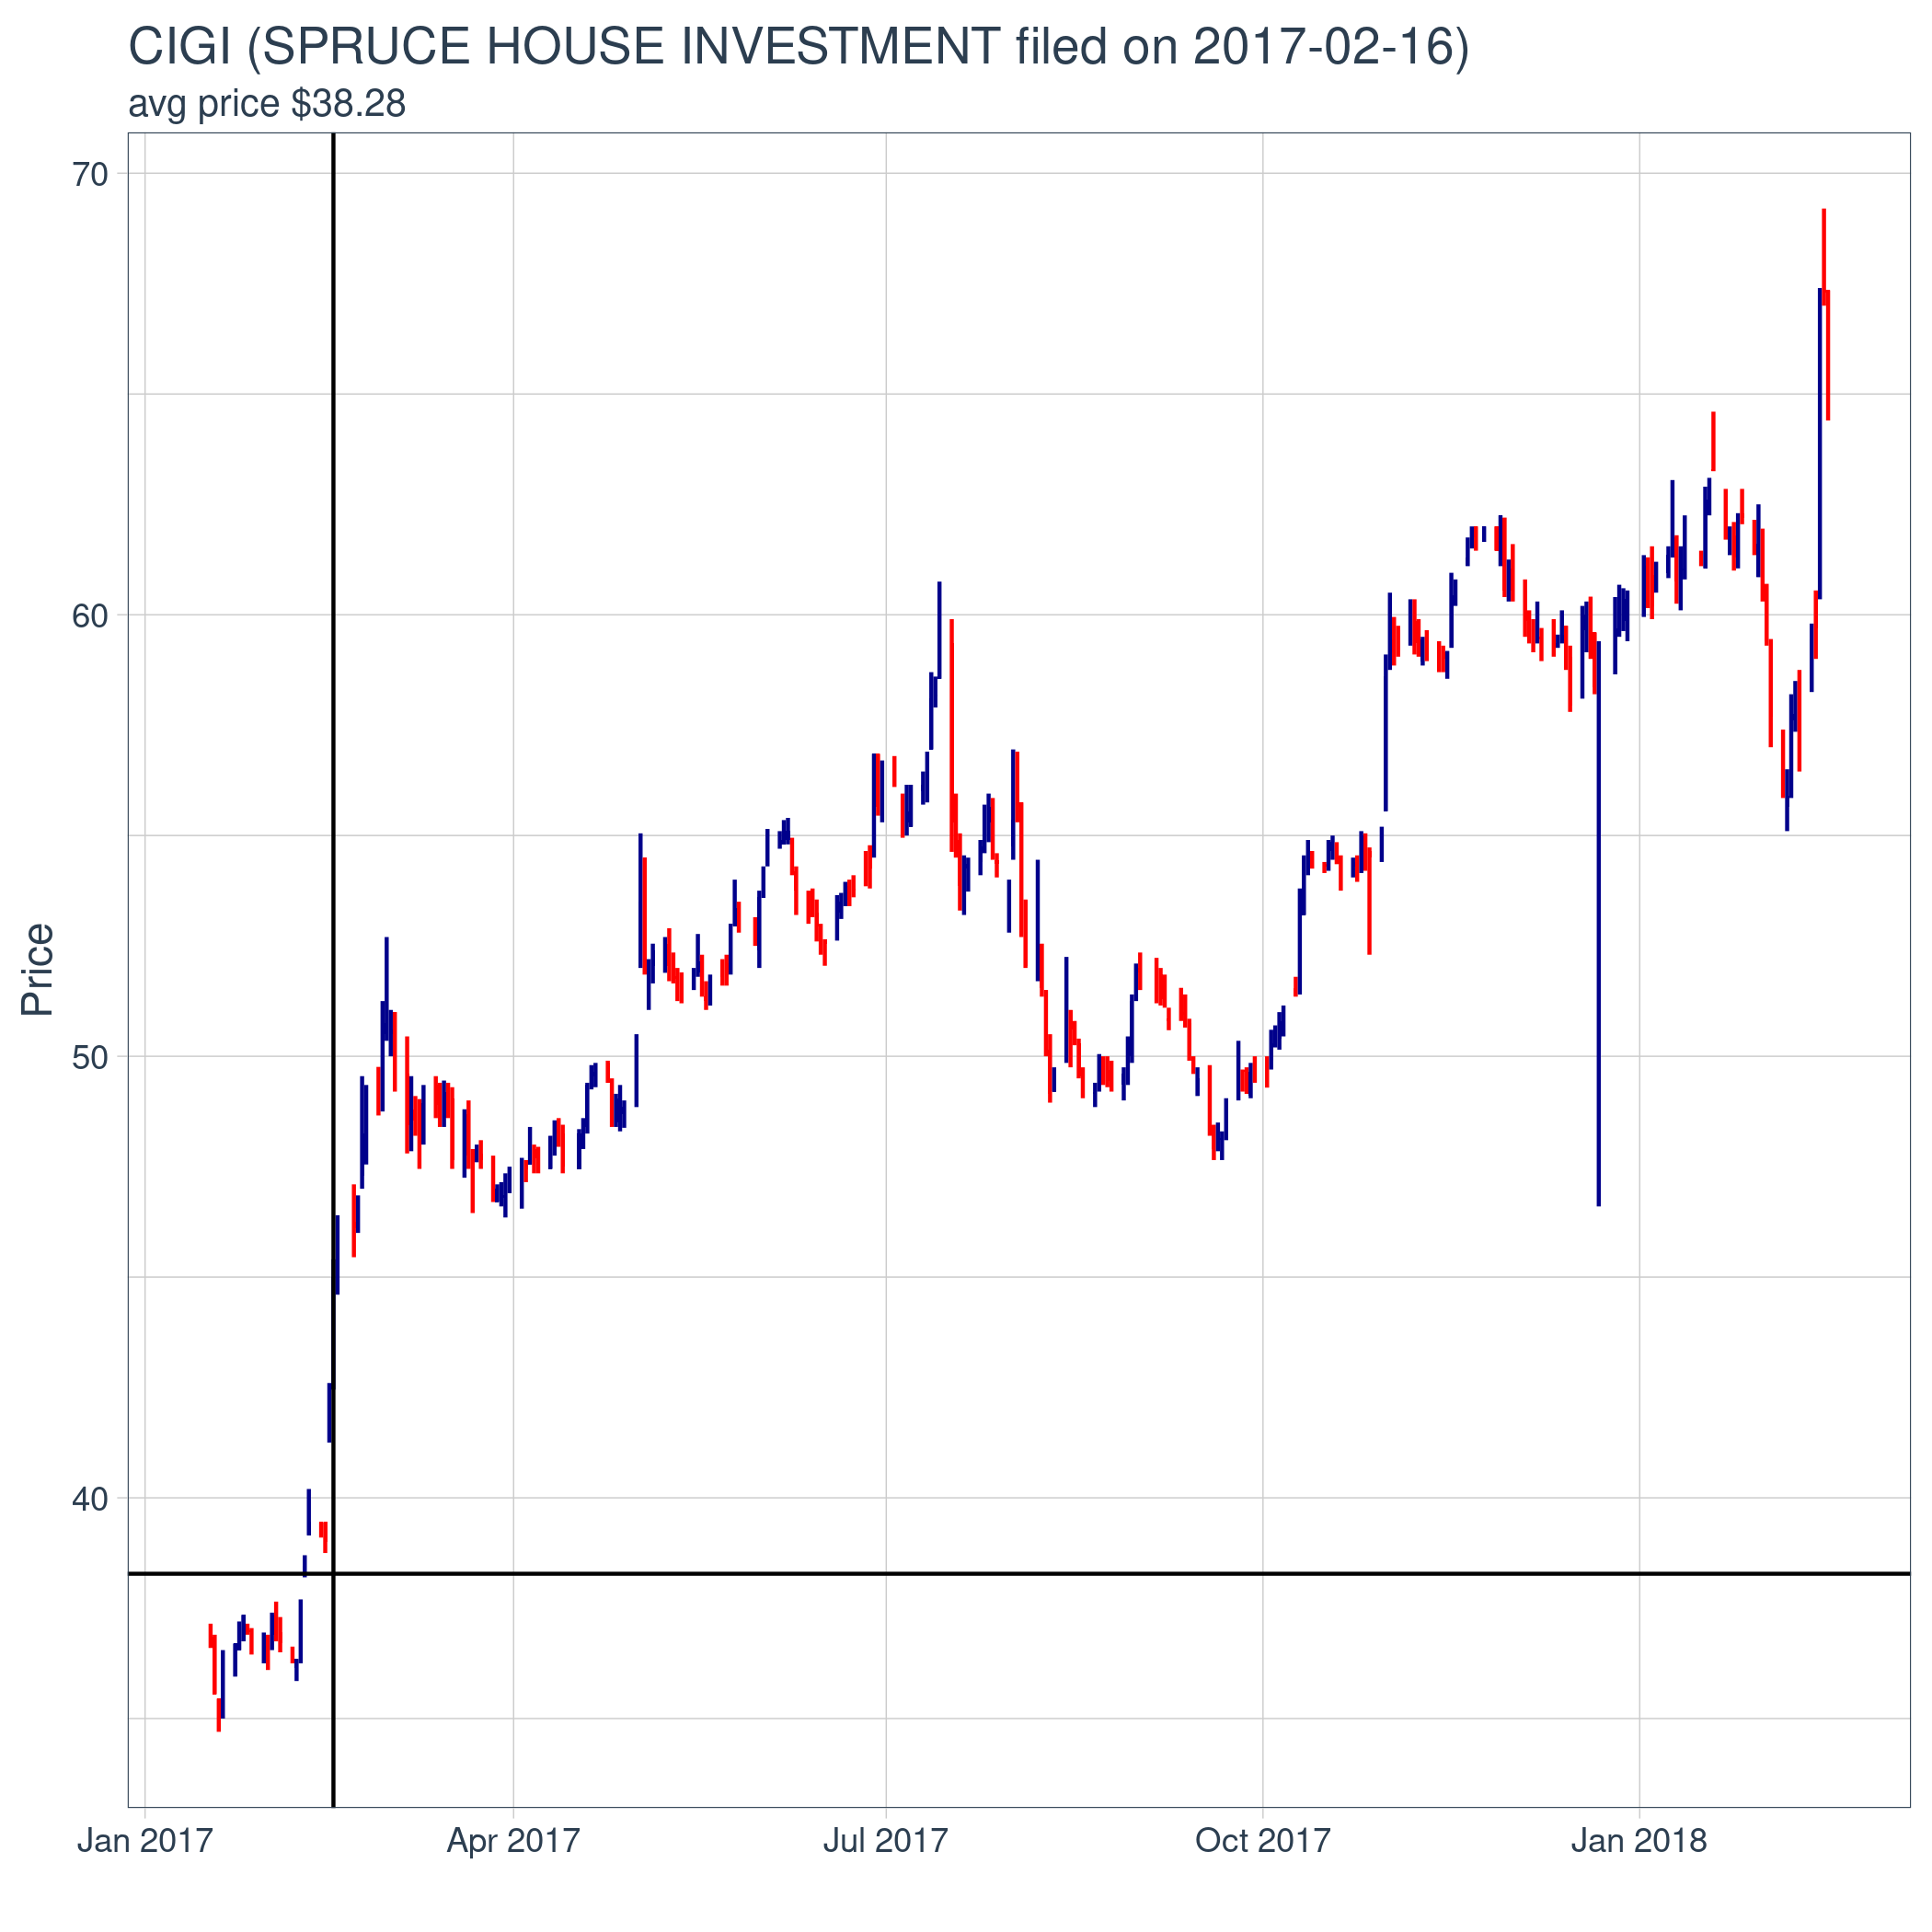 CIGI (SPRUCE HOUSE INVESTMENT filed on 2017-02-16)
avg price $38.28
70
60
50
40
Price
Jan 2017
Apr 2017
Jul 2017
Oct 2017
Jan 2018